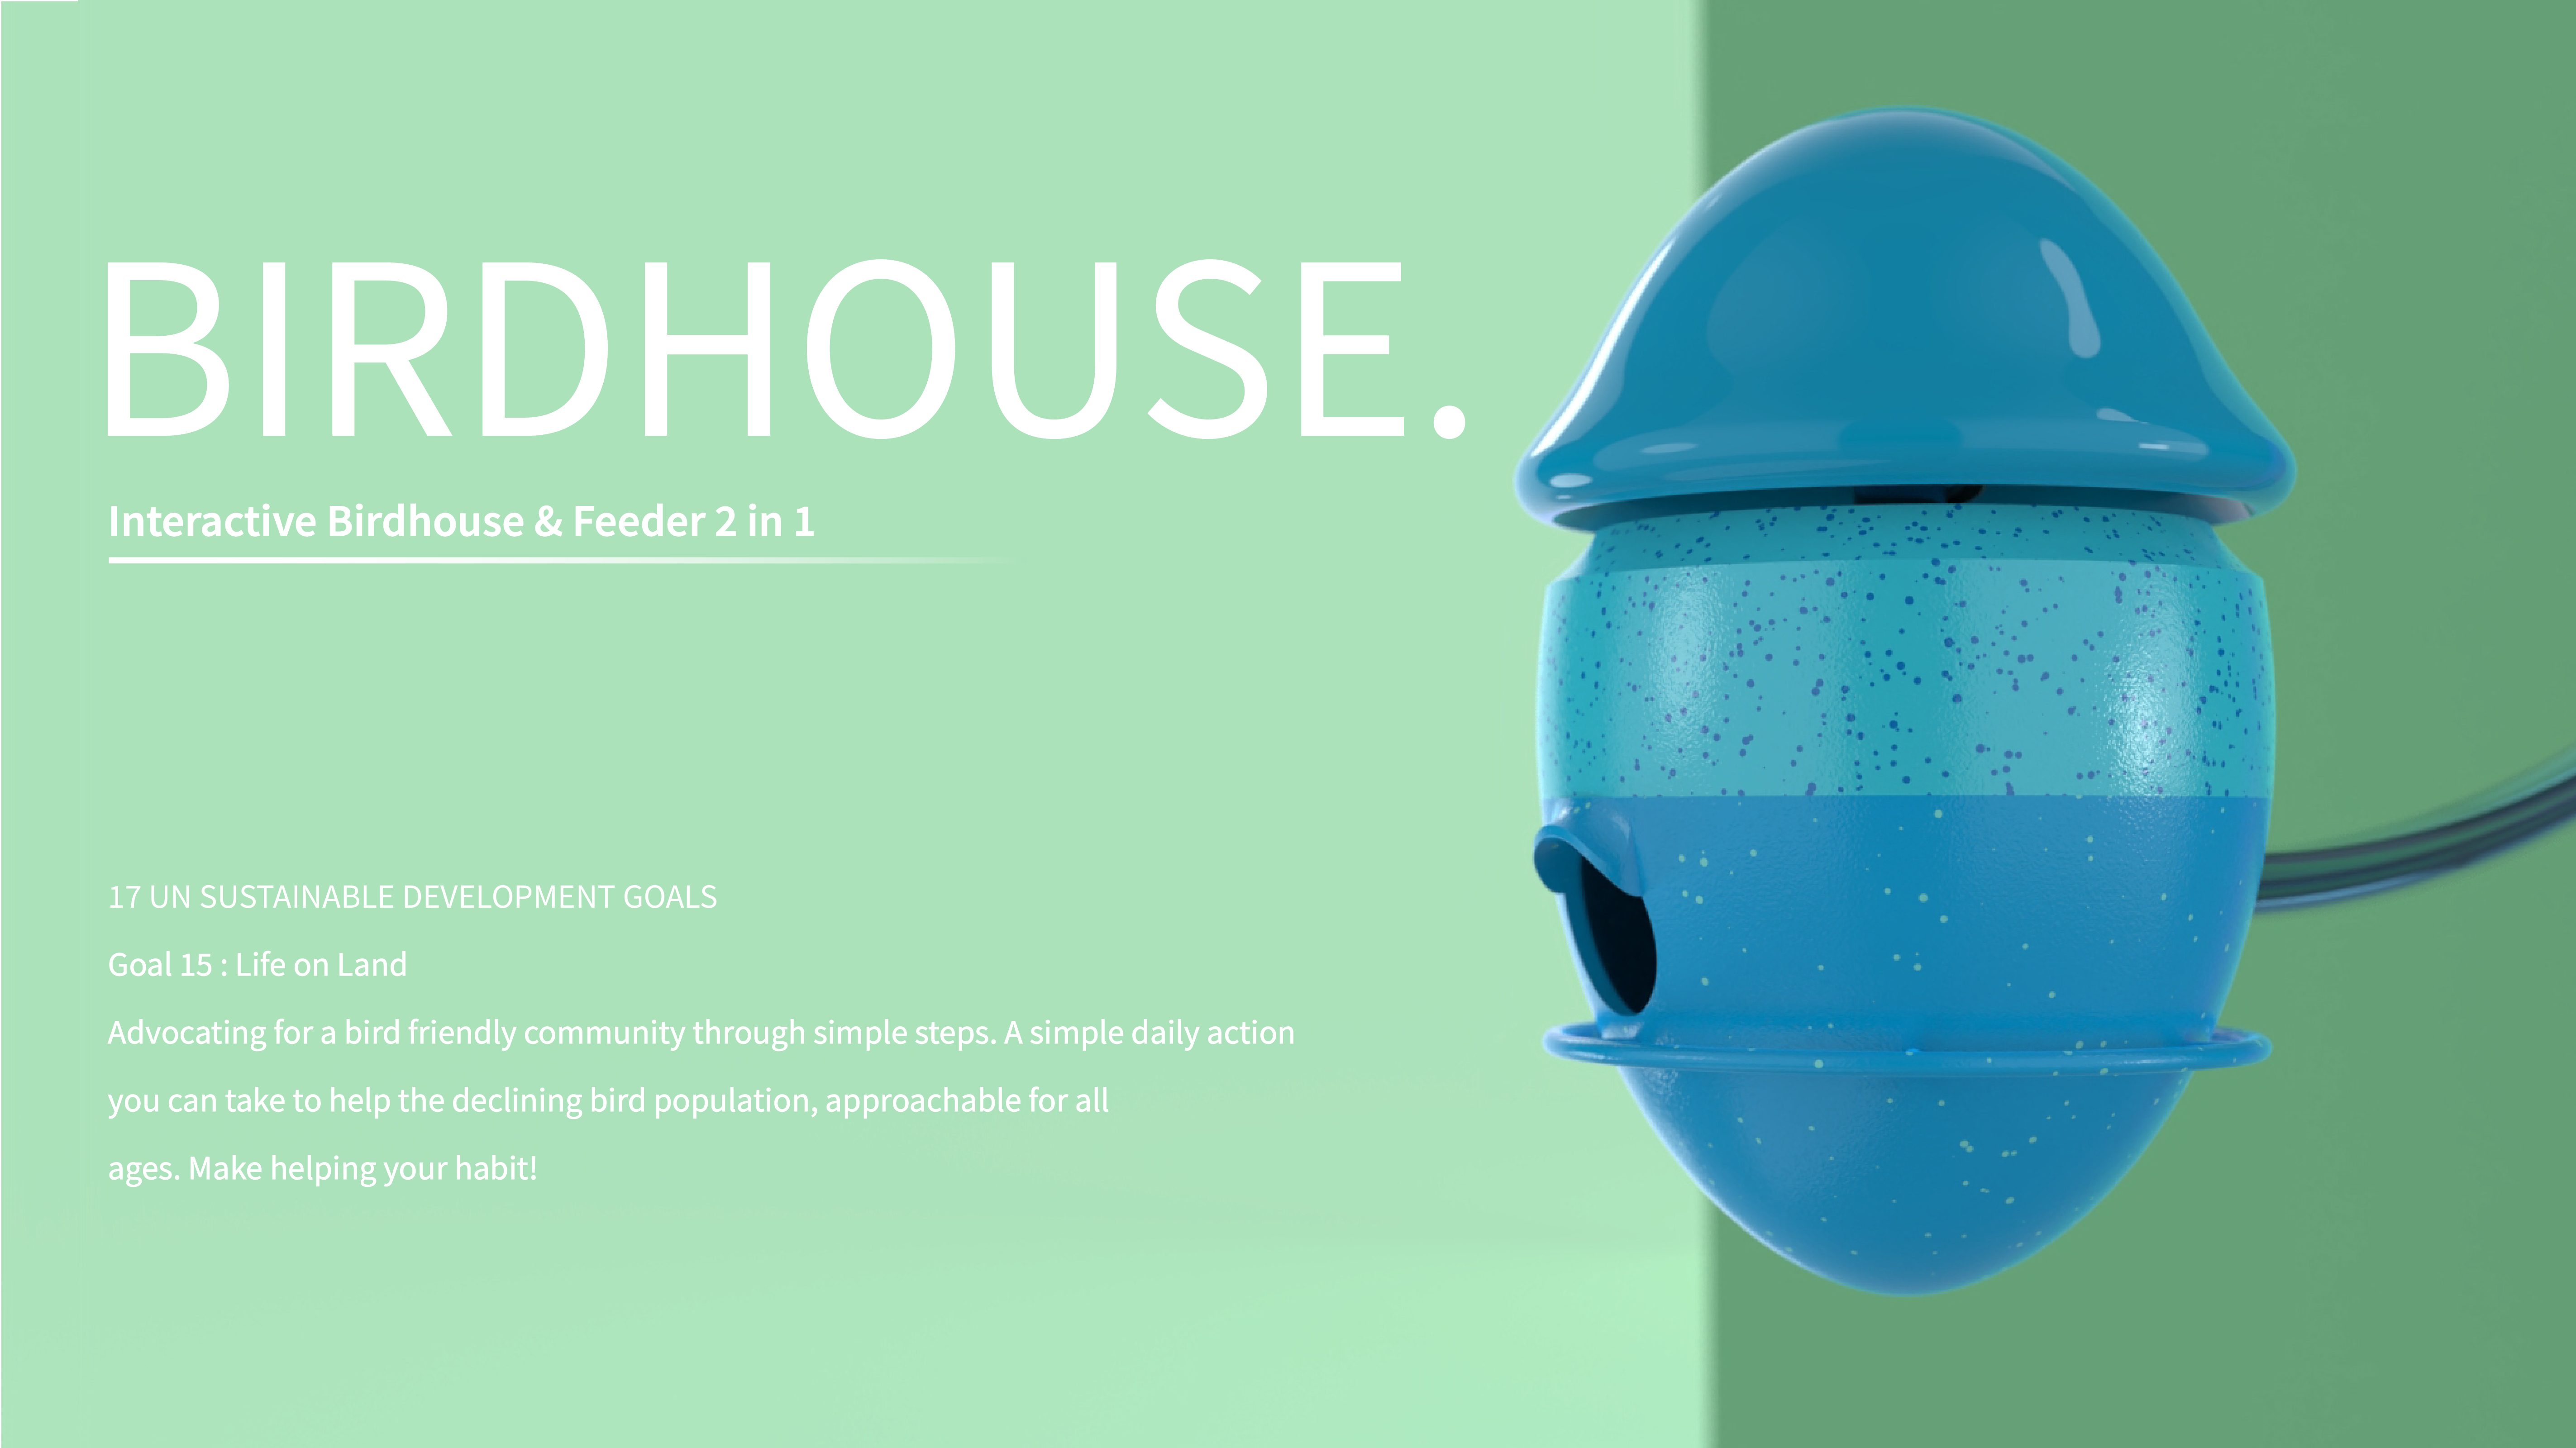 BIRDHOUSE.
Interactive Birdhouse & Feeder 2 in 1
17 UN SUSTAINABLE DEVELOPMENT GOALS
Goal 15 : Life on Land
Advocating for a bird friendly community through simple steps. A simple daily action
you can take to help the declining bird population, approachable for all
ages. Make helping your habit!